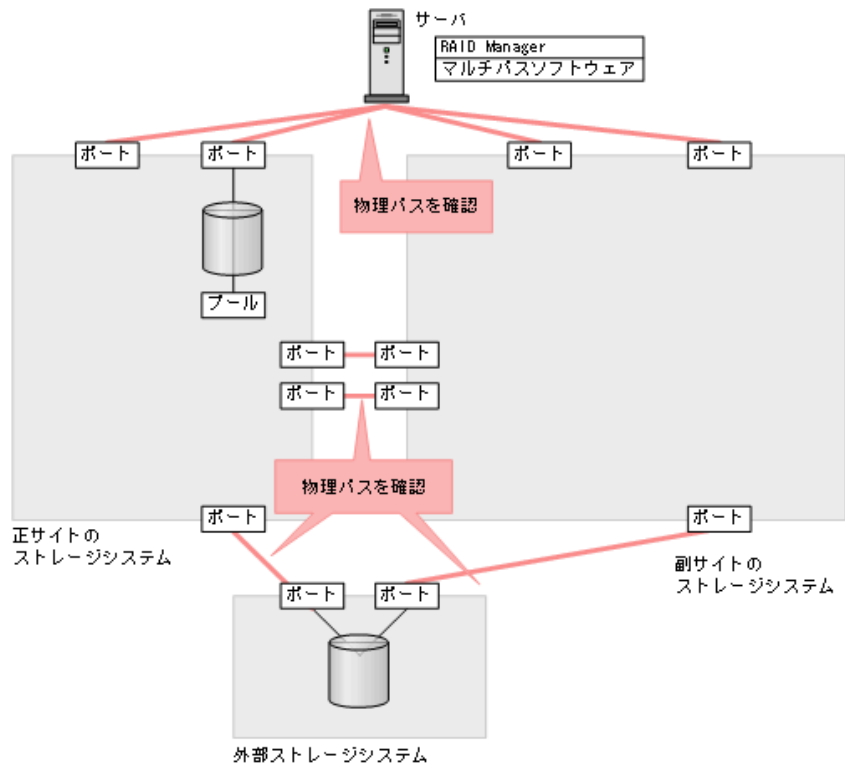 サーバ
RAID Manager
マルチパスソフトウェア
ポート
ポート
ポート
ポート
物理パスを確認
プール
ポート
ポート
ポート
ポート
物理パスを確認
ポート
ポート
正サイトの
ストレージシステム
副サイトの
ストレージシステム
ポート
ポート
外部ストレージシステム